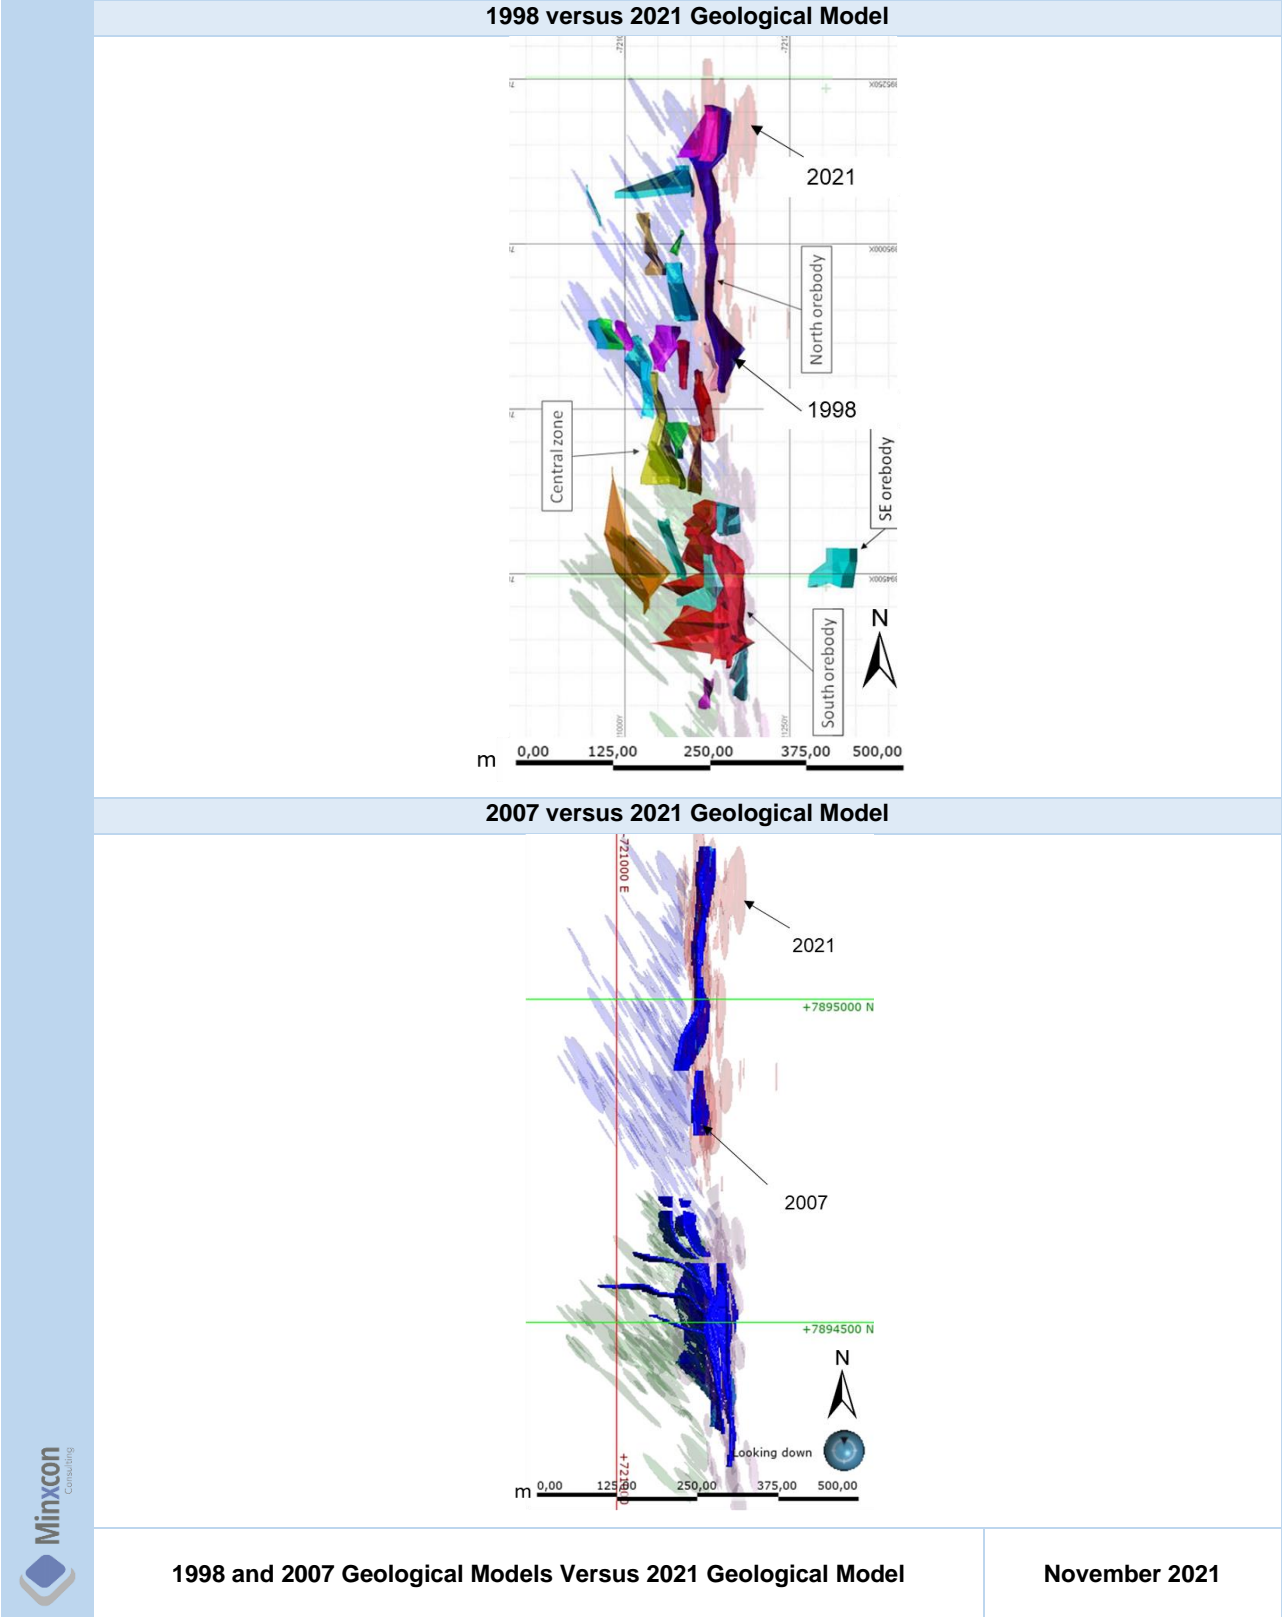 1998 versus 2021 Geological Model
2021
North orebody
1998
Central zone
SE orebody
South orebody
N
m
0,00 125,00 250,00 375,00 500,00
2007 versus 2021 Geological Model
-721000 E
2021
+7895000 N
2007
+7894500 N
N
Looking down
m
0,00 125,00 250,00 375,00 500,00
Minxcon
Consulting
1998 and 2007 Geological Models Versus 2021 Geological Model
November 2021